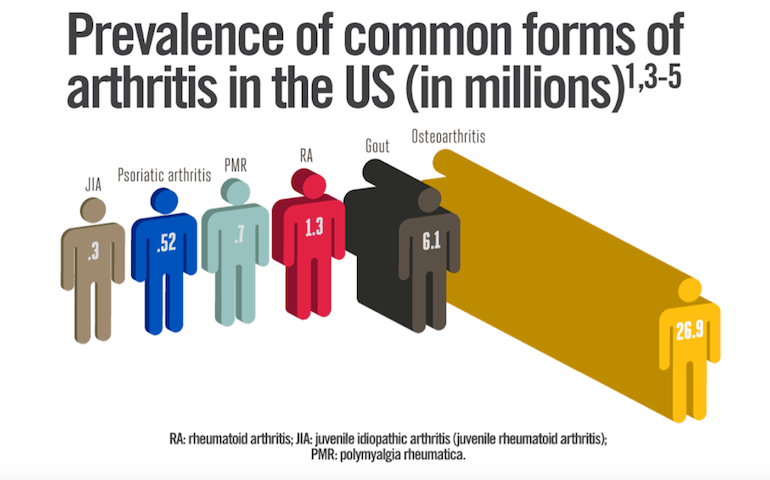 Prevalence of common forms of
arthritis in the US (in millions)1,3-5
JIA
Psoriatic arthritis
PMR
RA
Gout
Osteoarthritis
.3
.52
.7
1.3
6.1
26.9
RA: rheumatoid arthritis; JIA: juvenile idiopathic arthritis (juvenile rheumatoid arthritis);
PMR: polymyalgia rheumatica.